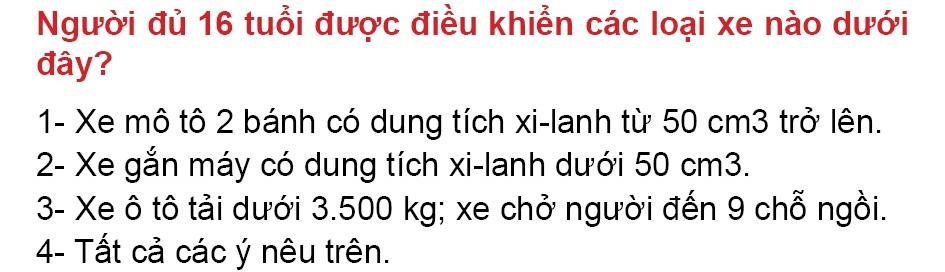 Người đủ 16 tuổi được điều khiển các loại xe nào dưới
đây?
1- Xe mô tô 2 bánh có dung tích xi-lanh từ 50 cm3 trở lên.
2- Xe gắn máy có dung tích xi-lanh dưới 50 cm3.
3- Xe ô tô tải dưới 3.500 kg; xe chở người đến 9 chỗ ngồi.
4- Tất cả các ý nêu trên.